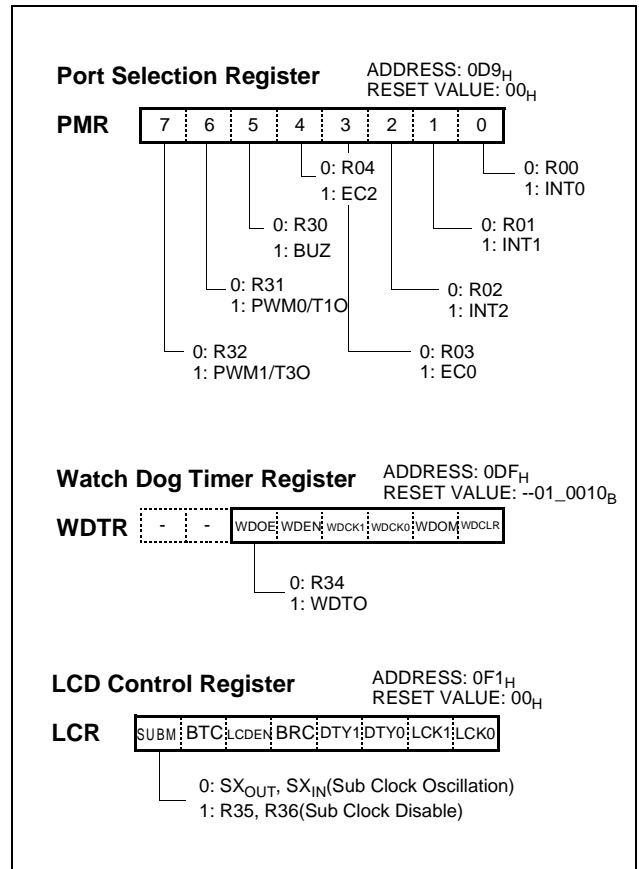 Port Selection Register
ADDRESS: 0D9H
RESET VALUE: 00H
PMR 7 6 5 4 3 2 1 0
0: R04
1: EC2
0: R00
1: INT0
0: R30
1: BUZ
0: R01
1: INT1
0: R31
1: PWM0/T1O
0: R02
1: INT2
0: R32
1: PWM1/T3O
0: R03
1: EC0
Watch Dog Timer Register
ADDRESS: 0DFH
RESET VALUE: --01_0010B
WDTR - - WDOE WDEN WDCK1 WDCK0 WDOM WDCLR
0: R34
1: WDTO
LCD Control Register
ADDRESS: 0F1H
RESET VALUE: 00H
LCR SUBM BTC LCDEN BRC DTY1 DTY0 LCK1 LCK0
0: SXOUT, SXIN(Sub Clock Oscillation)
1: R35, R36(Sub Clock Disable)